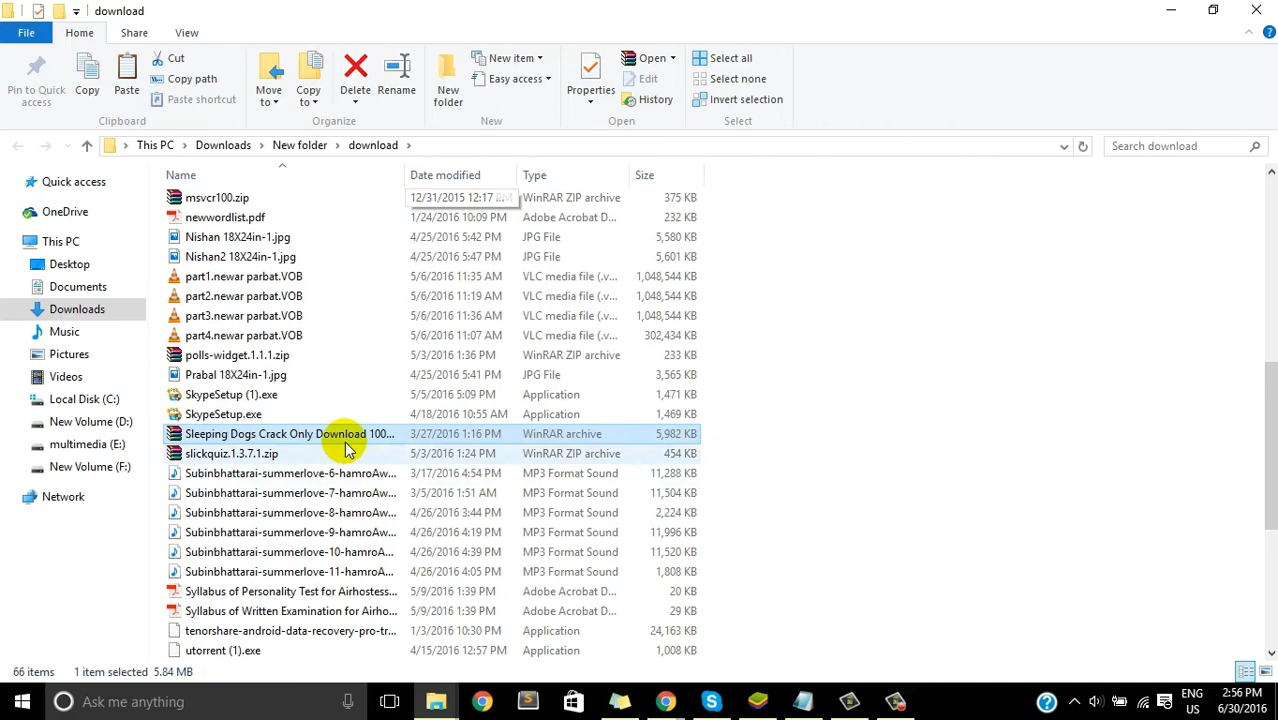 download
File Home Share View
Pin to Quick access
Copy
Paste
Cut
Copy path
Paste shortcut
Clipboard
Move to
Copy to
Delete
Rename
Organize
New folder
New item
Easy access
New
Properties
Open
Edit
History
Open
Select all
Select none
Invert selection
Select
This PC > Downloads > New folder > download >
Search download
Quick access
OneDrive
This PC
Desktop
Documents
Downloads
Music
Pictures
Videos
Local Disk (C:)
New Volume (D:)
multimedia (E:)
New Volume (F:)
Network
Name Date modified Type Size
msvcr100.zip 12/31/2015 12:17 ... WinRAR ZIP archive 375 KB
newwordlist.pdf 1/24/2016 10:09 PM Adobe Acrobat D... 232 KB
Nishan 18X24in-1.jpg 4/25/2016 5:42 PM JPG File 5,580 KB
Nishan2 18X24in-1.jpg 4/25/2016 5:47 PM JPG File 5,601 KB
part1.newar parbat.VOB 5/6/2016 11:35 AM VLC media file (.v... 1,048,544 KB
part2.newar parbat.VOB 5/6/2016 11:19 AM VLC media file (.v... 1,048,544 KB
part3.newar parbat.VOB 5/6/2016 11:36 AM VLC media file (.v... 1,048,544 KB
part4.newar parbat.VOB 5/6/2016 11:07 AM VLC media file (.v... 302,434 KB
polls-widget.1.1.1.zip 5/3/2016 1:36 PM WinRAR ZIP archive 233 KB
Prabal 18X24in-1.jpg 4/25/2016 5:41 PM JPG File 3,565 KB
SkypeSetup (1).exe 5/5/2016 5:09 PM Application 1,471 KB
SkypeSetup.exe 4/18/2016 10:55 AM Application 1,469 KB
Sleeping Dogs Crack Only Download 100... 3/27/2016 1:16 PM WinRAR archive 5,982 KB
slickquiz.1.3.7.1.zip 5/3/2016 1:24 PM WinRAR ZIP archive 454 KB
Subinbhattarai-summerlove-6-hamroAw... 3/17/2016 4:54 PM MP3 Format Sound 11,288 KB
Subinbhattarai-summerlove-7-hamroAw... 3/5/2016 1:51 AM MP3 Format Sound 11,504 KB
Subinbhattarai-summerlove-8-hamroAw... 4/26/2016 3:44 PM MP3 Format Sound 2,224 KB
Subinbhattarai-summerlove-9-hamroAw... 4/26/2016 4:19 PM MP3 Format Sound 11,996 KB
Subinbhattarai-summerlove-10-hamroA... 4/26/2016 4:39 PM MP3 Format Sound 11,520 KB
Subinbhattarai-summerlove-11-hamroA... 4/26/2016 4:05 PM MP3 Format Sound 1,808 KB
Syllabus of Personality Test for Airhostess... 5/9/2016 1:39 PM Adobe Acrobat D... 20 KB
Syllabus of Written Examination for Airho... 5/9/2016 1:39 PM Adobe Acrobat D... 29 KB
tenorshare-android-data-recovery-pro-tr... 1/3/2016 10:30 PM Application 24,163 KB
utorrent (1).exe 4/15/2016 12:57 PM Application 1,008 KB
66 items 1 item selected 5.84 MB
Ask me anything
ENG
US
2:56 PM
6/30/2016